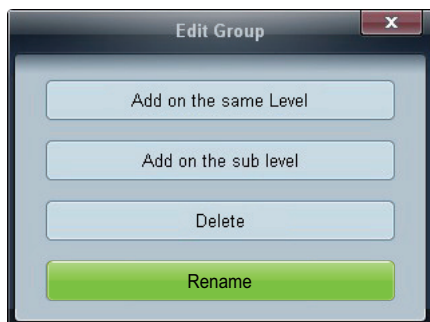 Edit Group
x
Add on the same Level
Add on the sub level
Delete
Rename